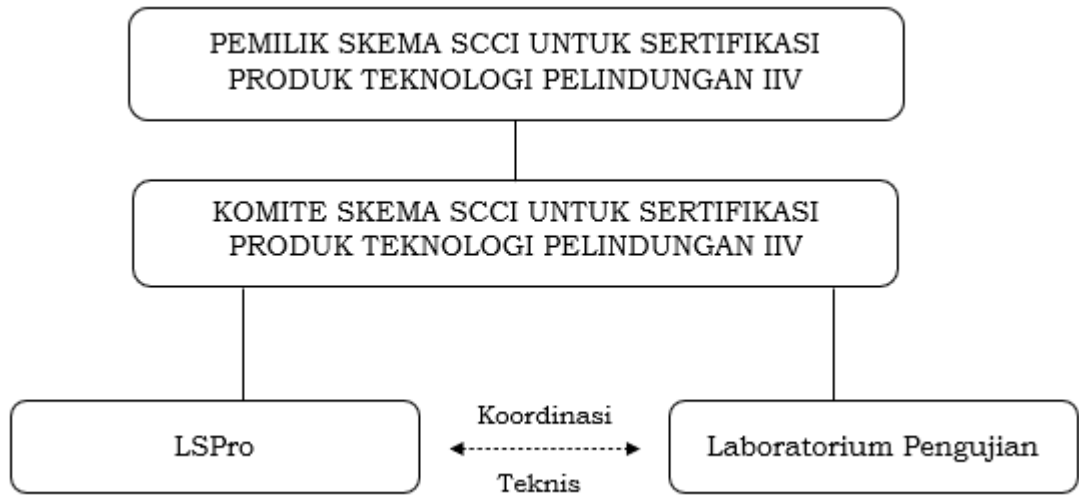 PEMILIK SKEMA SCCI UNTUK SERTIFIKASI
PRODUK TEKNOLOGI PELINDUNGAN IIV
KOMITE SKEMA SCCI UNTUK SERTIFIKASI
PRODUK TEKNOLOGI PELINDUNGAN IIV
LSPro
Koordinasi
Teknis
Laboratorium Pengujian